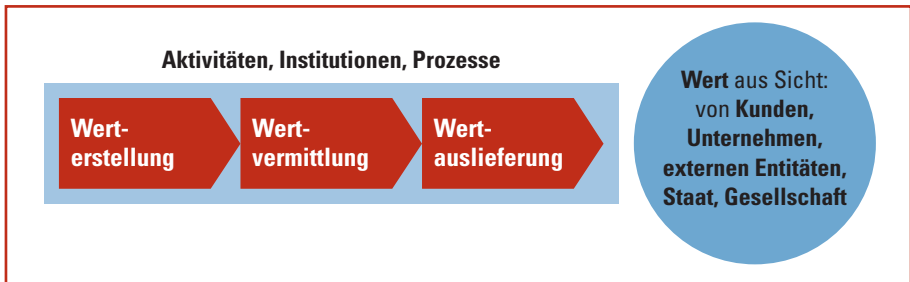 Aktivitäten, Institutionen, Prozesse
Wert-
erstellung
Wert-
vermittlung
Wert-
auslieferung
Wert aus Sicht:
von Kunden,
Unternehmen,
externen Entitäten,
Staat, Gesellschaft